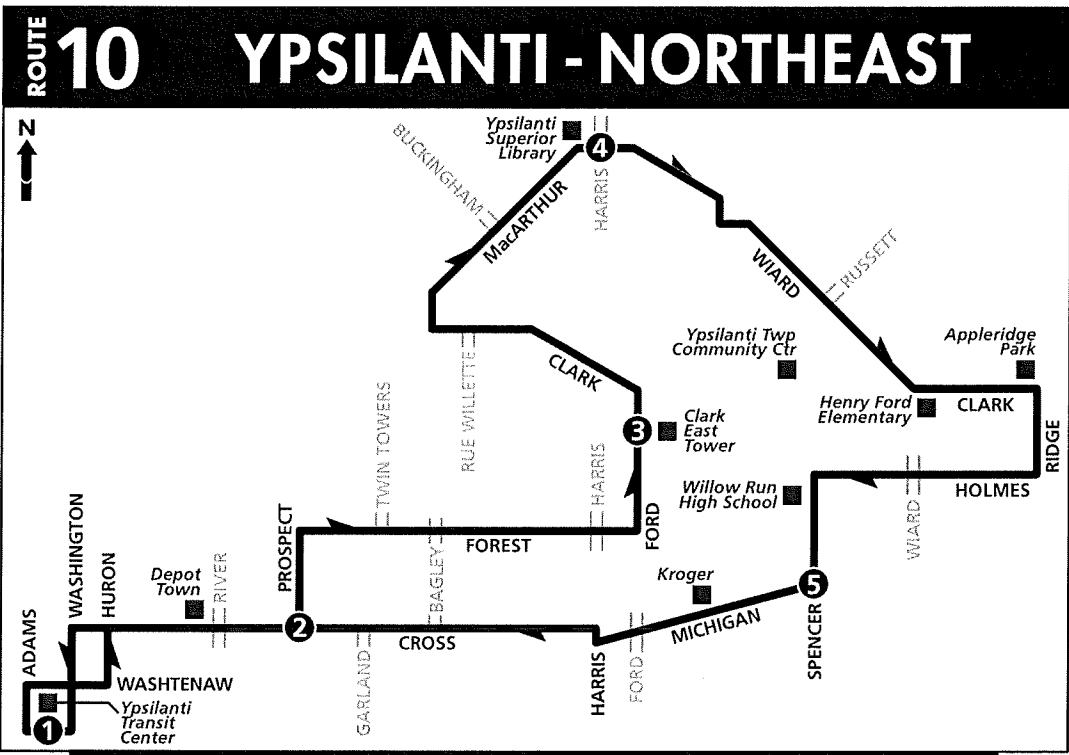 ROUTE 10 YPSILANTI - NORTHEAST
N
Ypsilanti
Superior
Library
4
BUCKINGHAM
HARRIS
MacARTHUR
WIARD
RUSSETT
Ypsilanti Twp
Community Ctr
Appleridge
Park
CLARK
RUE WILLETTE
TWIN TOWERS
3
Clark
East
Tower
Henry Ford
Elementary
CLARK
RIDGE
HARRIS
Willow Run
High School
HOLMES
WIARD
FORD
FOREST
PROSPECT
WASHINGTON
HURON
Depot
Town
RIVER
BAGLEY
Kroger
5
2
CROSS
MICHIGAN
ADAMS
WASHTENAW
GARLAND
HARRIS
FORD
SPENCER
Ypsilanti
Transit
Center
1